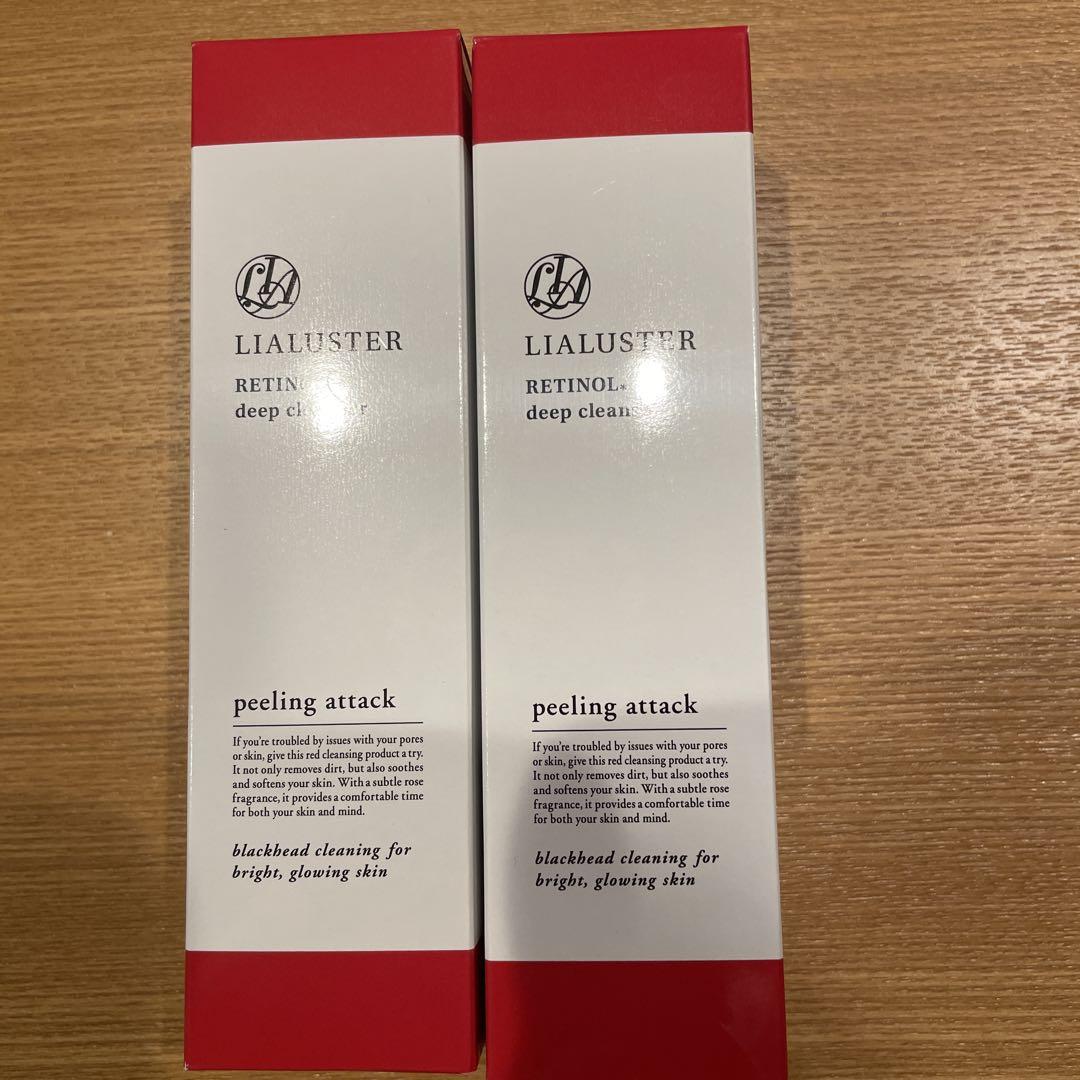 LIA
LIALUSTER
deep
peeling attack
If you're troubled by issues with your pores
or skin, give this red cleansing product a try.
It not only removes dirt, but also soothes
and softens your skin. With a subtle rose
fragrance, it provides a comfortable time
for both your skin and mind.
blackhead cleaning for
bright, glowing skin
LIA
LIALUSTER
RETINOL*
deep
peeling attack
If you're troubled by issues with your pores
or skin, give this red cleansing product a try.
It not only removes dirt, but also soothes
and softens your skin. With a subtle rose
fragrance, it provides a comfortable time
for both your skin and mind.
blackhead cleaning for
bright, glowing skin